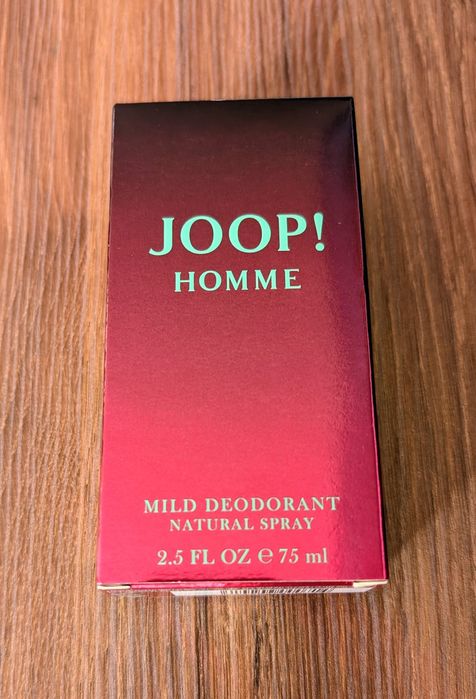 JOOP!
HOMME
MILD DEODORANT
NATURAL SPRAY
2.5 FL OZ ℮ 75 ml